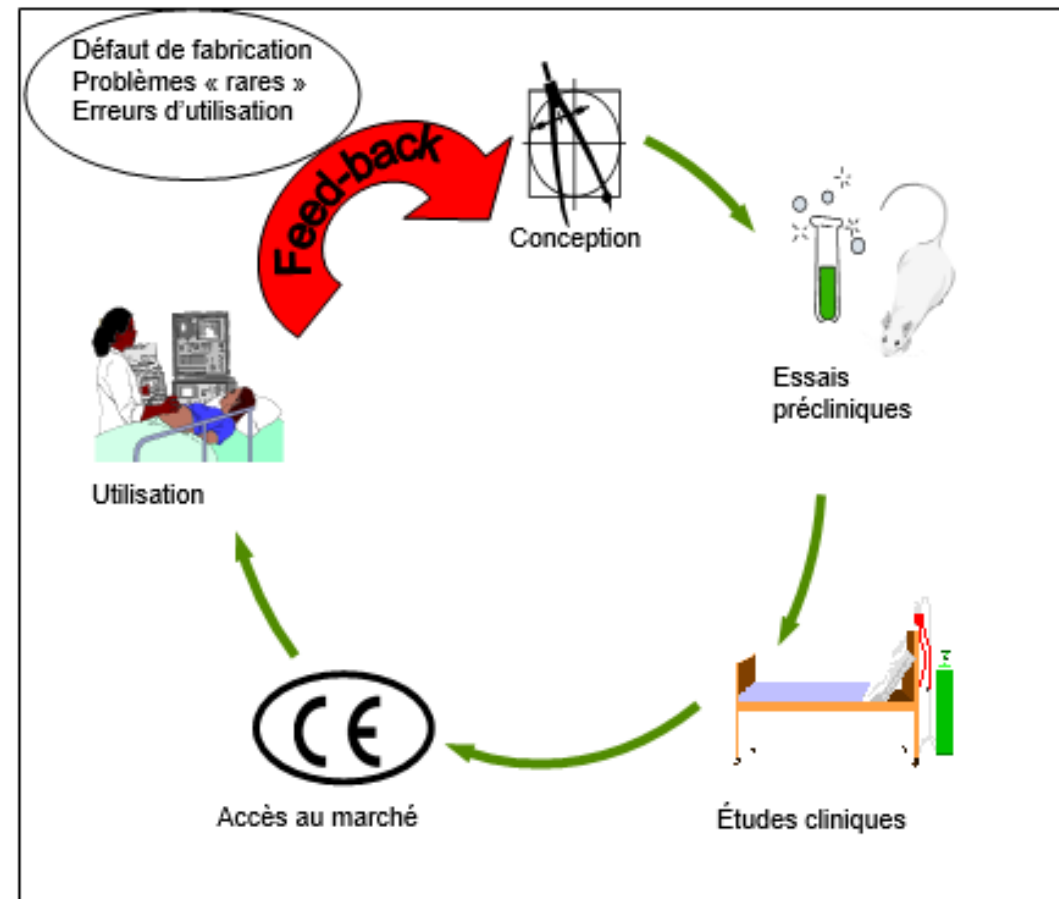 Défaut de fabrication
Problèmes « rares »
Erreurs d'utilisation
Feed-back
Conception
Essais
précliniques
Utilisation
CE
Accès au marché
Études cliniques